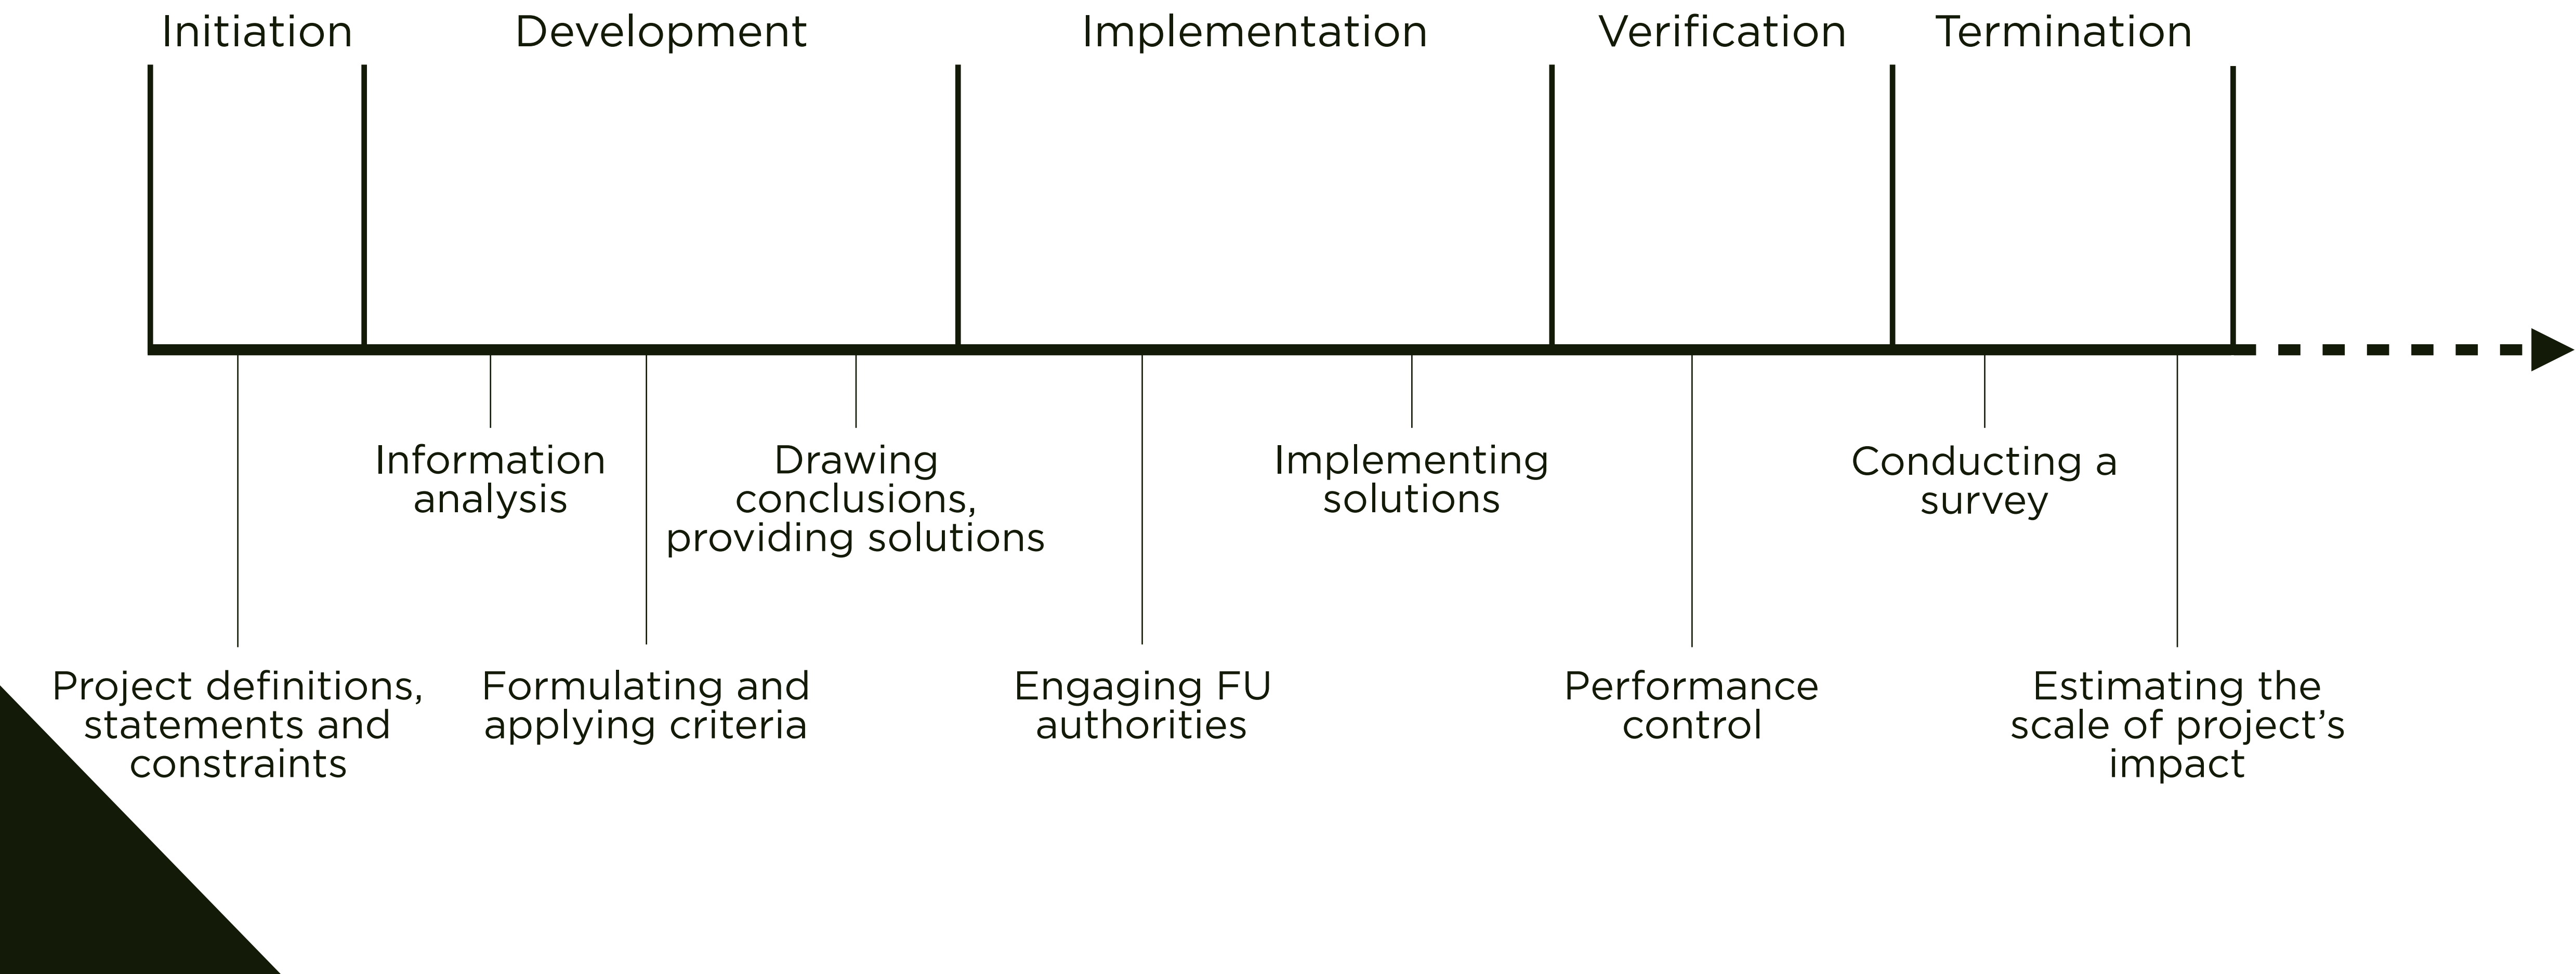 Initiation
Development
Implementation
Verification
Termination
Information
analysis
Drawing
conclusions,
providing solutions
Implementing
solutions
Conducting a
survey
Project definitions,
statements and
constraints
Formulating and
applying criteria
Engaging FU
authorities
Performance
control
Estimating the
scale of project’s
impact